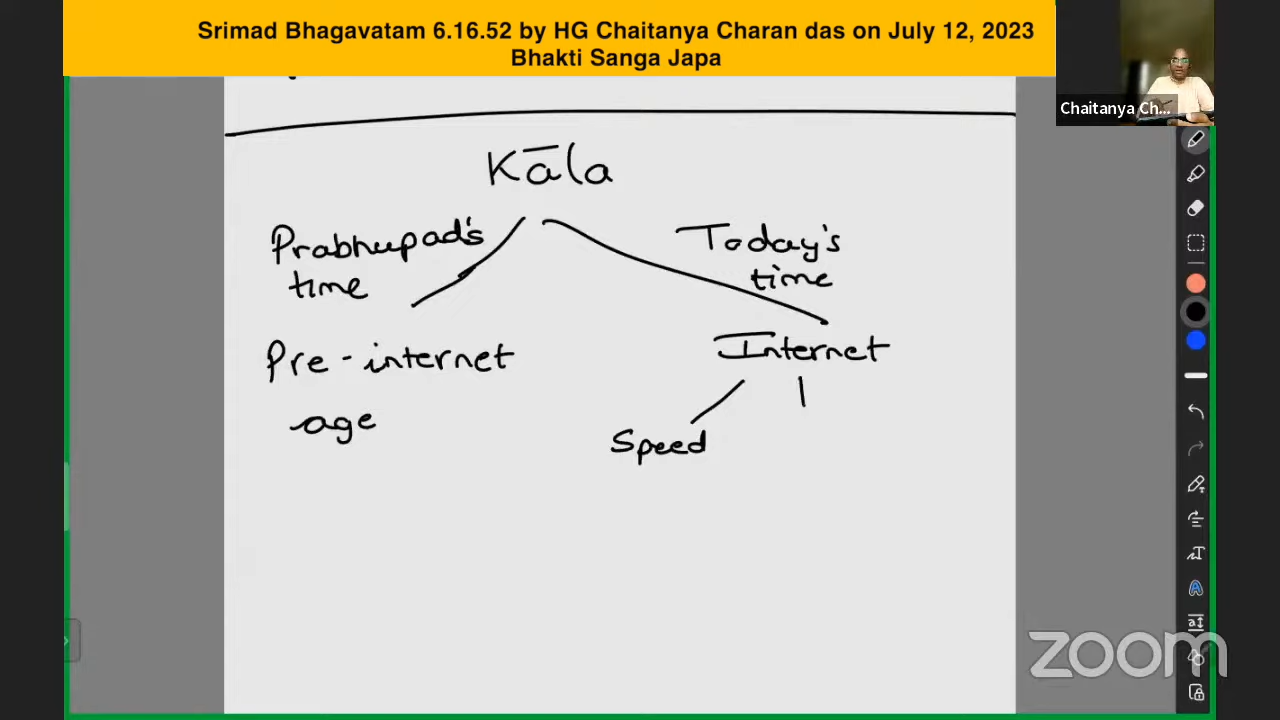 Srimad Bhagavatam 6.16.52 by HG Chaitanya Charan das on July 12, 2023
Bhakti Sanga Japa
Chaitanya Ch...
Kāla
Prabhupad's
time
Today's
time
Pre-internet
age
Internet
Speed
zoom